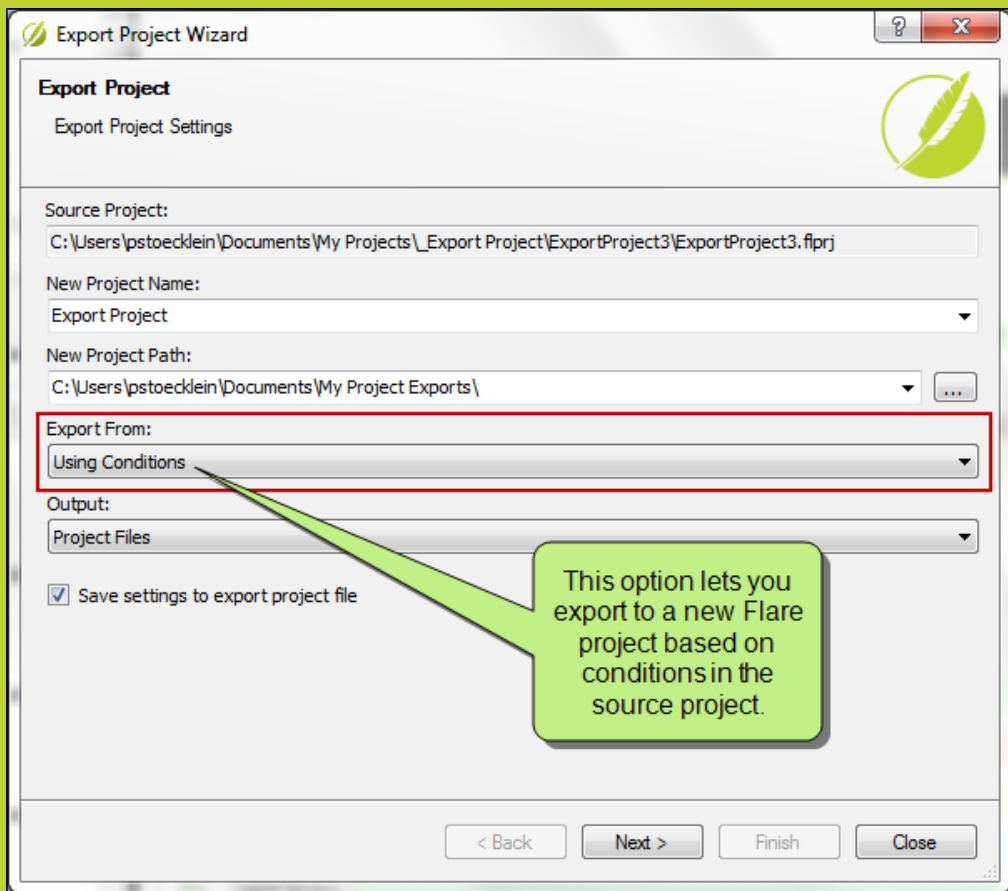 Export Project Wizard
Export Project
Export Project Settings
Source Project:
C:\Users\pstoecklein\Documents\My Projects\_Export Project\ExportProject3\ExportProject3.flprj
New Project Name:
Export Project
New Project Path:
C:\Users\pstoecklein\Documents\My Project Exports\
...
Export From:
Using Conditions
Output:
Project Files
Save settings to export project file
This option lets you
export to a new Flare
project based on
conditions in the
source project.
< Back
Next >
Finish
Close